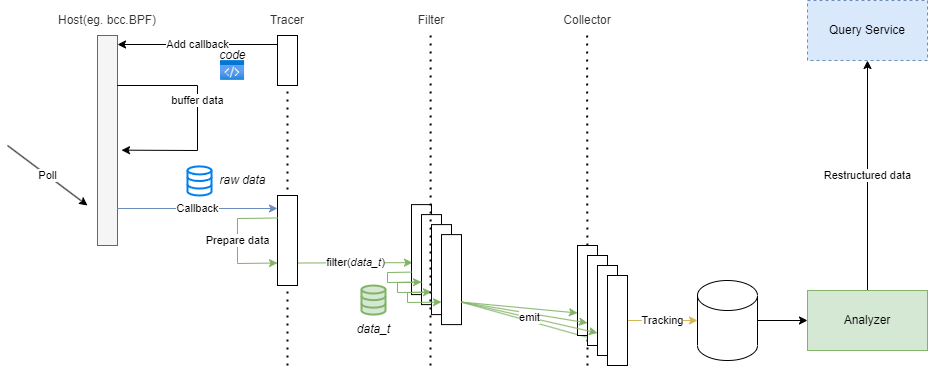 Host(eg. bcc.BPF)
Tracer
Filter
Collector
Query Service
Add callback
code
</>
buffer data
Poll
raw data
Restructured data
Callback
Prepare data
filter(data_t)
data_t
emit
Tracking
Analyzer